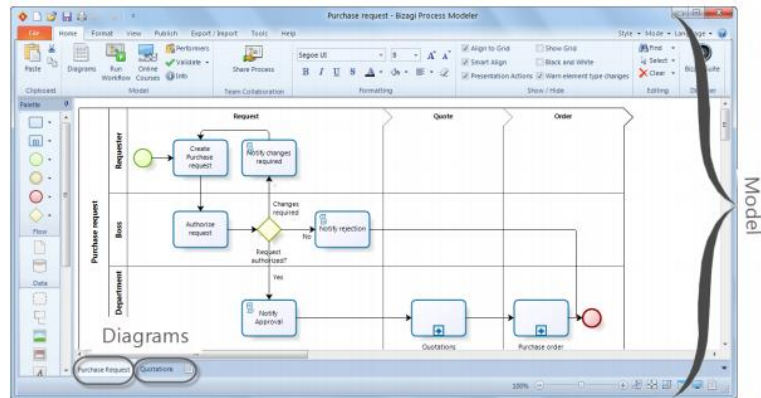 Purchase request - Bizagi Process Modeler
File Home Format View Publish Export / Import Tools Help Style Mode Language
Paste
Diagrams
Run Workflow
Online Courses
Performers
Validate
Info
Share Process
Segoe UI 9
B I U S A
Align to Grid
Smart Align
Presentation Actions
Show Grid
Black and White
Warn element type changes
Find
Select
Clear
Clipboard Model Team Collaboration Formatting Show / Hide Editing
Palette
Flow
Data
A
Request Quote Order
Purchase request
Requester
Create
Purchase
request
Notify changes
required
Boss
Authorize
request
Changes
required
No
Notify rejection
Request
authorized?
Yes
Department
Notify
Approval
Quotations
Purchase order
Diagrams
Purchase Request
Quotations
100%
Model